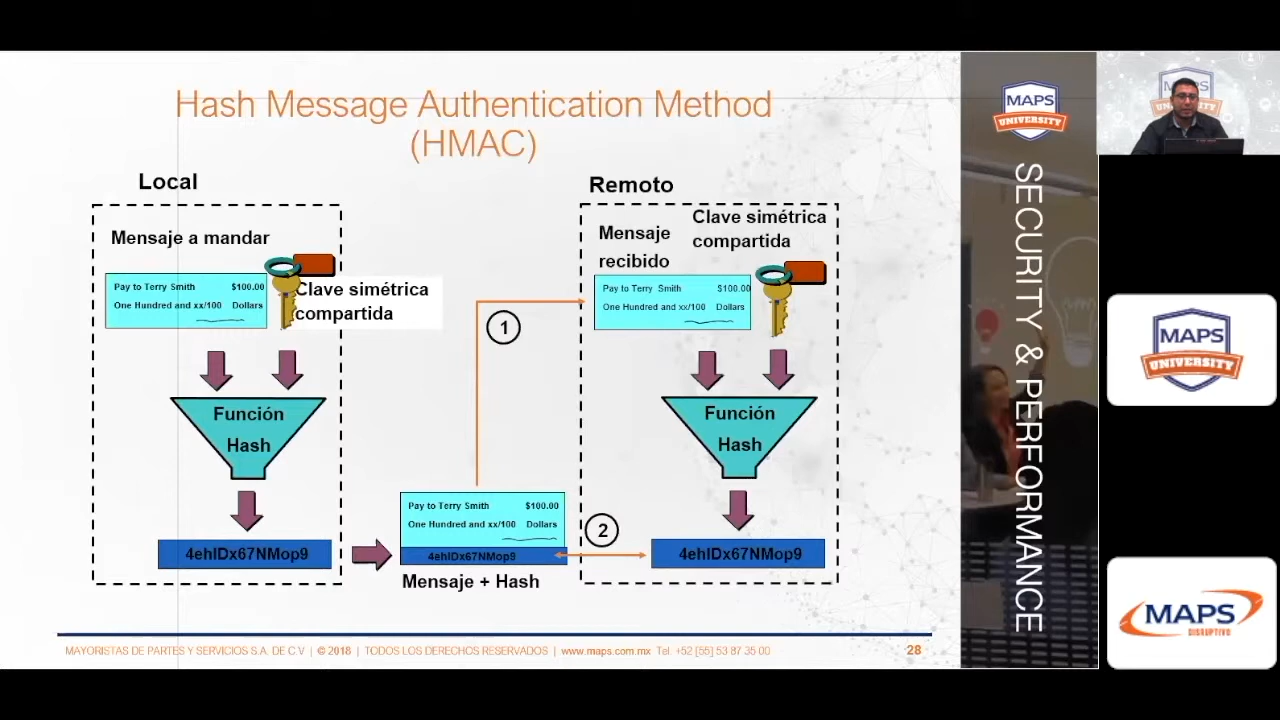 Hash Message Authentication Method
(HMAC)
Local
Mensaje a mandar
Pay to Terry Smith $100.00
One Hundred and xx/100 Dollars
Clave simétrica
compartida
Función
Hash
4ehIDx67NMop9
1
Pay to Terry Smith $100.00
One Hundred and xx/100 Dollars
4ehIDx67NMop9
Mensaje + Hash
2
Remoto
Mensaje
recibido
Clave simétrica
compartida
Pay to Terry Smith $100.00
One Hundred and xx/100 Dollars
Función
Hash
4ehIDx67NMop9
MAYORISTAS DE PARTES Y SERVICIOS S.A. DE C.V | @ 2018 | TODOS LOS DERECHOS RESERVADOS | www.maps.com.mx Tel +52 [55] 53 87 35 00
28
MAPS
UNIVERSITY
SECURITY & PERFORMANCE
MAPS
UNIVERSITY
MAPS
DISRUPTIVO